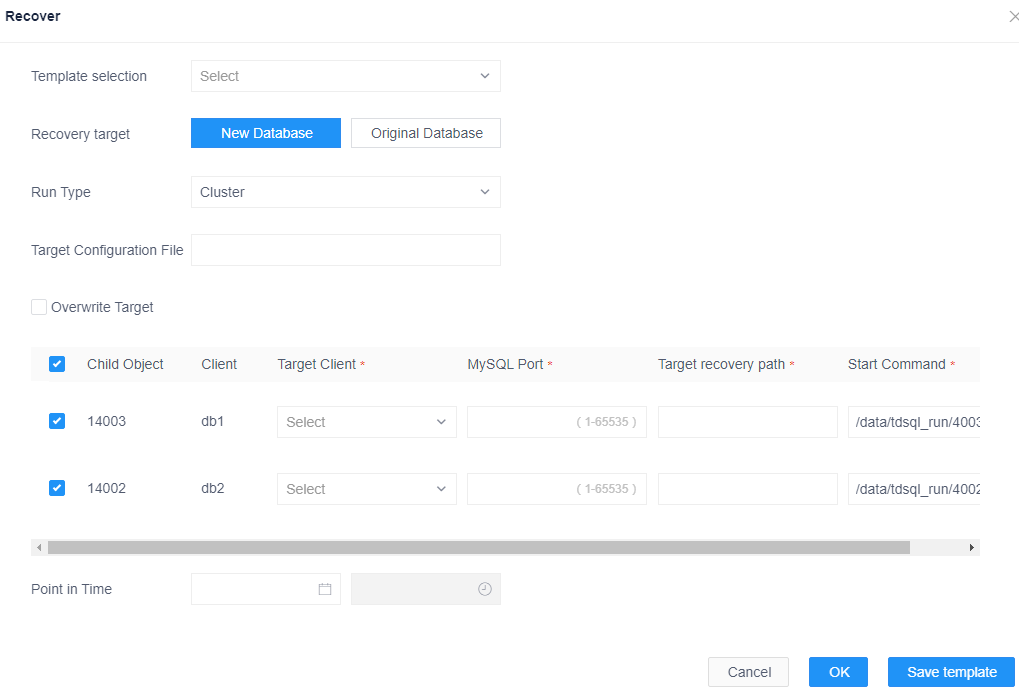 Recover
Template selection Select
Recovery target New Database Original Database
Run Type Cluster
Target Configuration File
Overwrite Target
Child Object Client Target Client * MySQL Port * Target recovery path * Start Command *
14003 db1 Select ( 1-65535 ) /data/tdsql_run/4003
14002 db2 Select ( 1-65535 ) /data/tdsql_run/4002
Point in Time
Cancel OK Save template